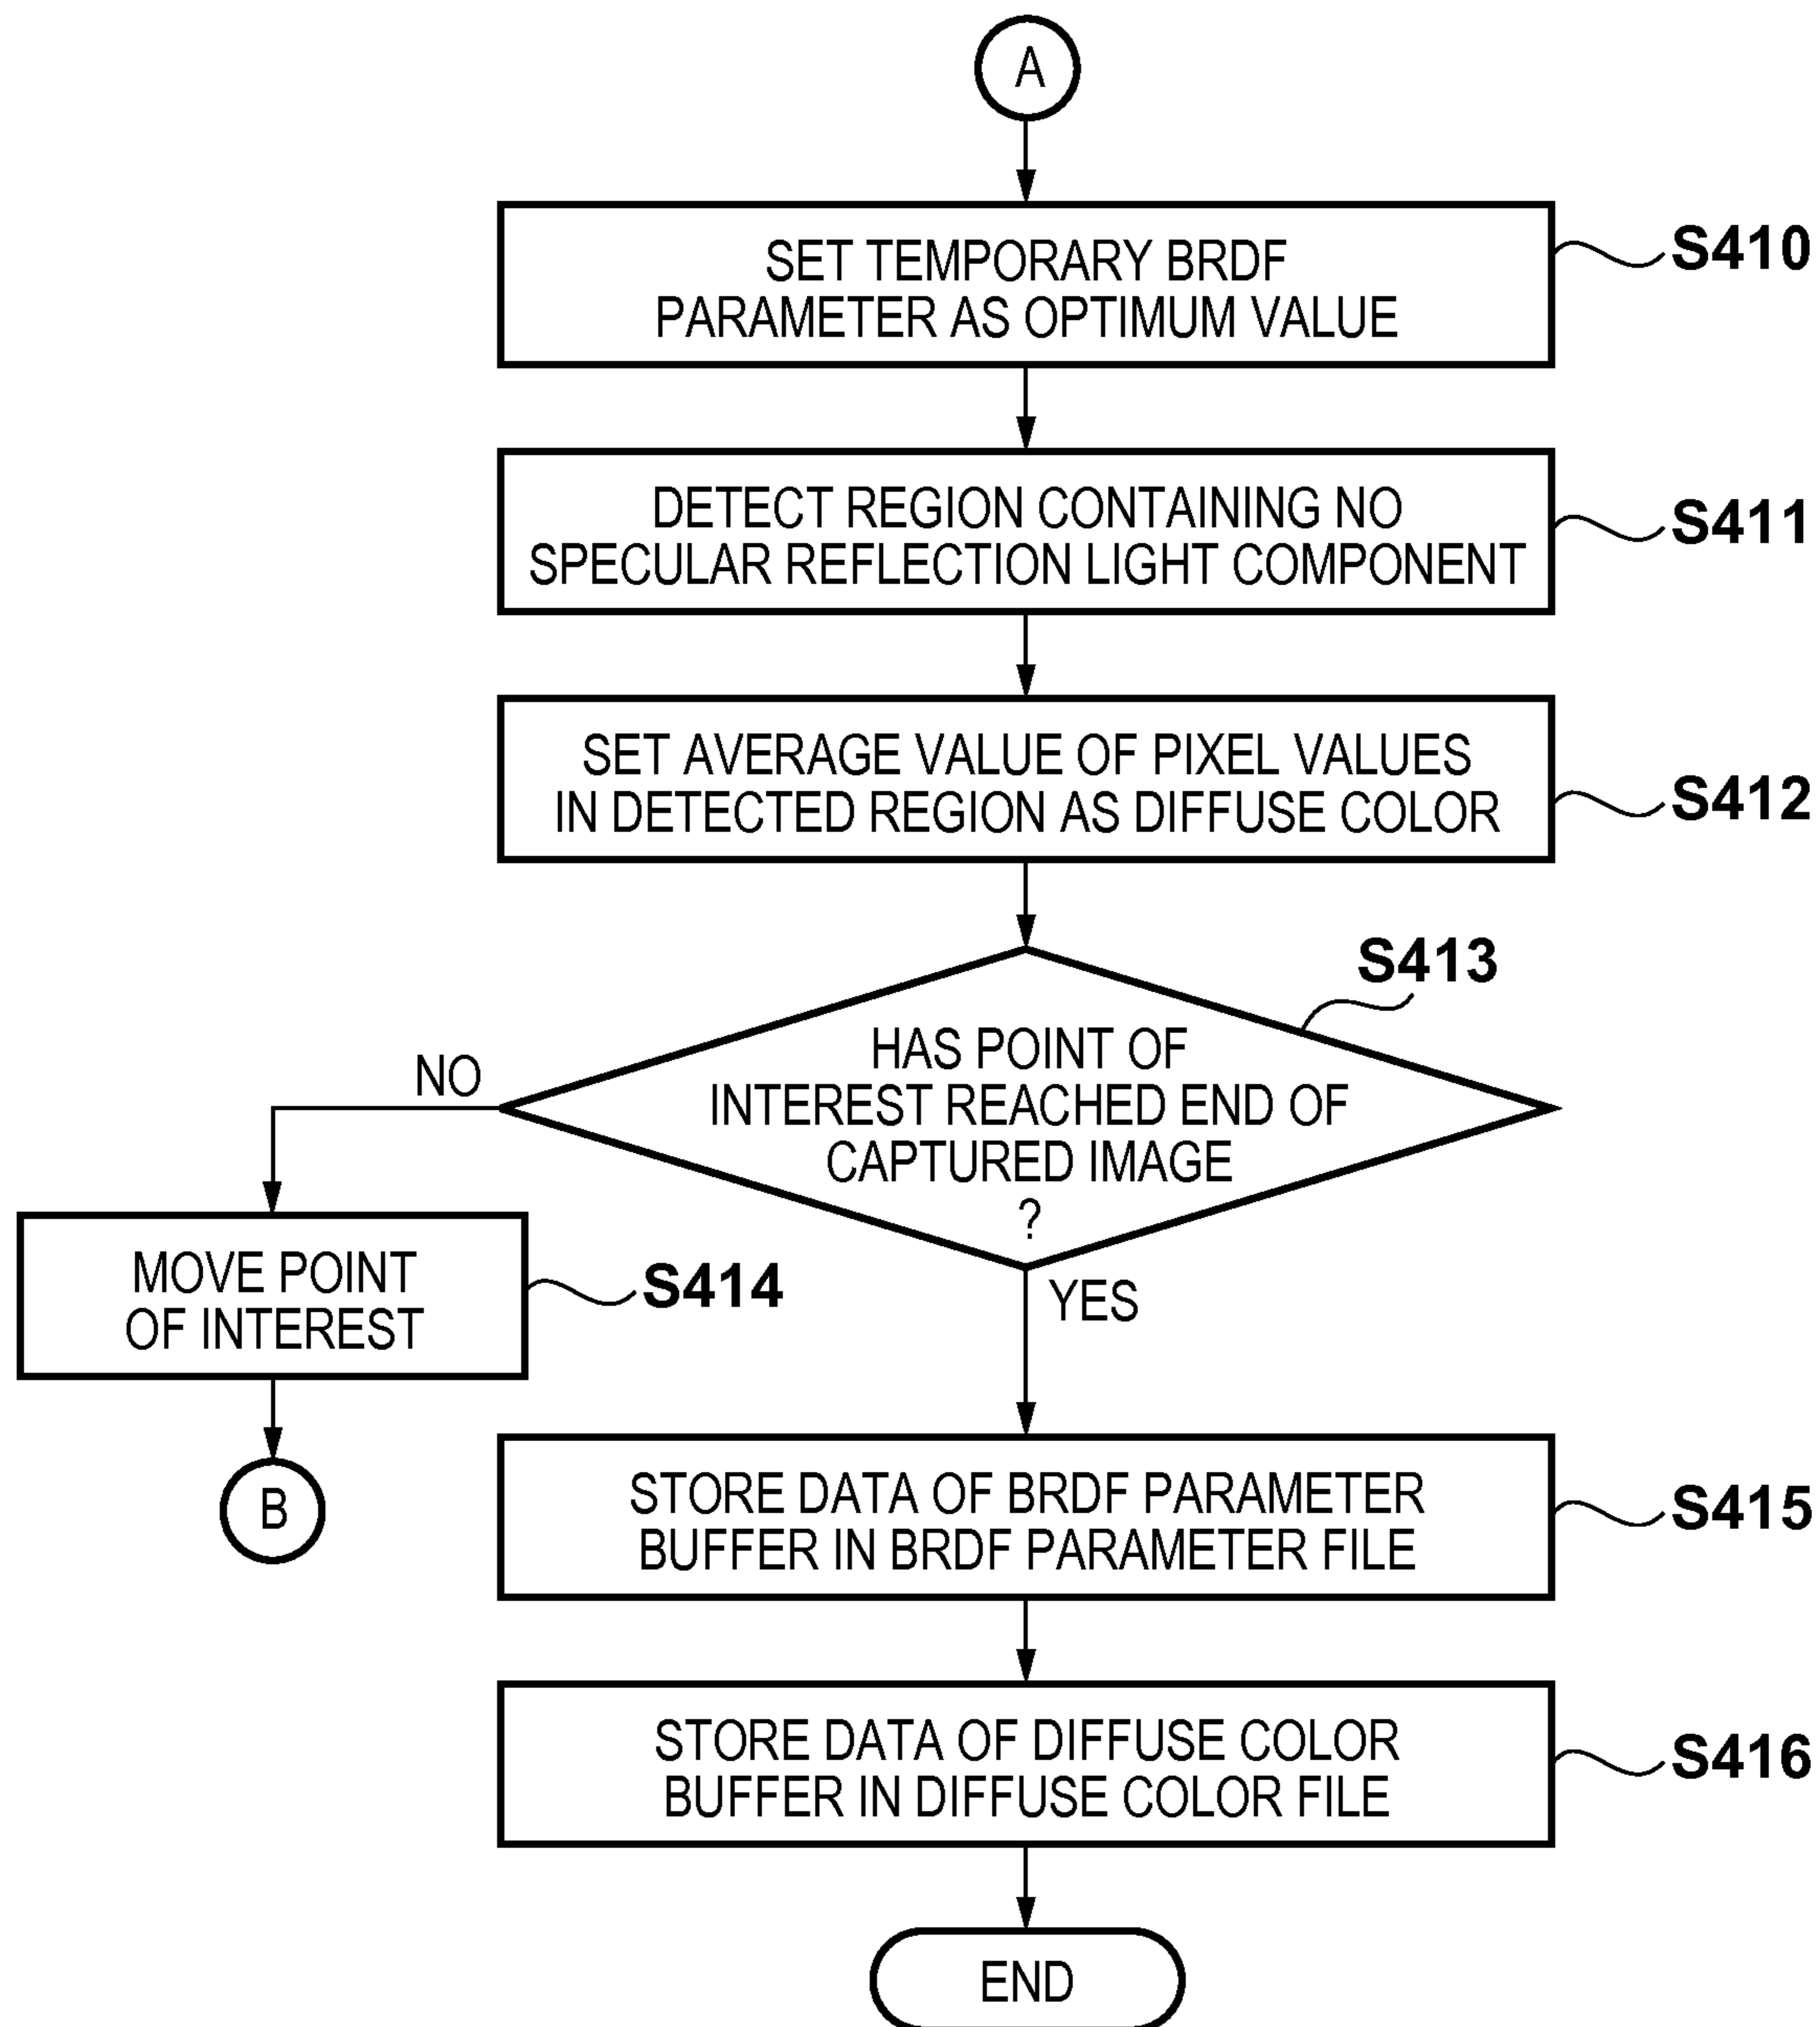 A
SET TEMPORARY BRDF
PARAMETER AS OPTIMUM VALUE
S410
DETECT REGION CONTAINING NO
SPECULAR REFLECTION LIGHT COMPONENT
S411
SET AVERAGE VALUE OF PIXEL VALUES
IN DETECTED REGION AS DIFFUSE COLOR
S412
S413
HAS POINT OF
INTEREST REACHED END OF
CAPTURED IMAGE
?
NO
YES
MOVE POINT
OF INTEREST
S414
B
STORE DATA OF BRDF PARAMETER
BUFFER IN BRDF PARAMETER FILE
S415
STORE DATA OF DIFFUSE COLOR
BUFFER IN DIFFUSE COLOR FILE
S416
END